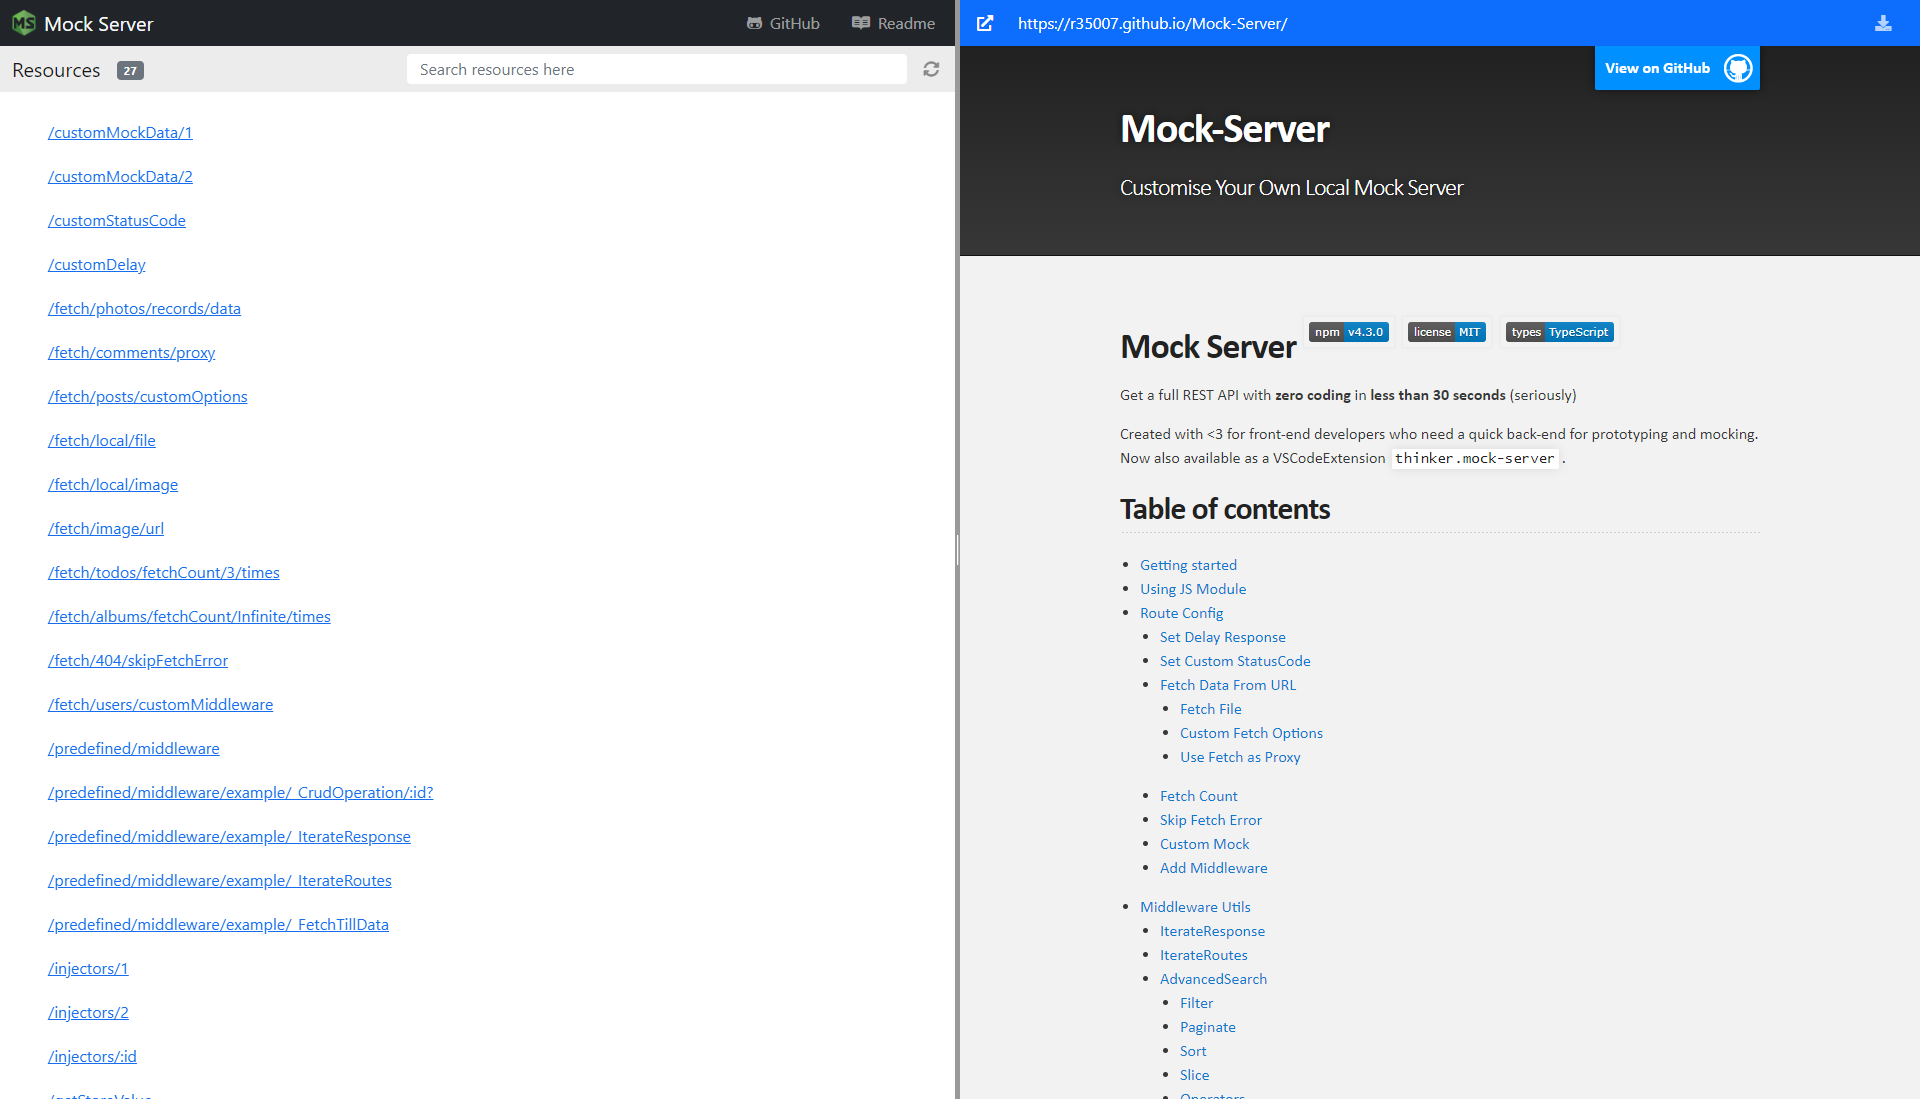 MS Mock Server
GitHub
Readme
Resources 27
Search resources here
/customMockData/1
/customMockData/2
/customStatusCode
/customDelay
/fetch/photos/records/data
/fetch/comments/proxy
/fetch/posts/customOptions
/fetch/local/file
/fetch/local/image
/fetch/image/url
/fetch/todos/fetchCount/3/times
/fetch/albums/fetchCount/Infinite/times
/fetch/404/skipFetchError
/fetch/users/customMiddleware
/predefined/middleware
/predefined/middleware/example/_CrudOperation/:id?
/predefined/middleware/example/_IterateResponse
/predefined/middleware/example/_IterateRoutes
/predefined/middleware/example/_FetchTillData
/injectors/1
/injectors/2
/injectors/:id
/getStoreValue
https://r35007.github.io/Mock-Server/
View on GitHub
Mock-Server
Customise Your Own Local Mock Server
Mock Server npm v4.3.0 license MIT types TypeScript
Get a full REST API with zero coding in less than 30 seconds (seriously)
Created with <3 for front-end developers who need a quick back-end for prototyping and mocking.
Now also available as a VSCodeExtension thinker.mock-server .
Table of contents
Getting started
Using JS Module
Route Config
Set Delay Response
Set Custom StatusCode
Fetch Data From URL
Fetch File
Custom Fetch Options
Use Fetch as Proxy
Fetch Count
Skip Fetch Error
Custom Mock
Add Middleware
Middleware Utils
IterateResponse
IterateRoutes
AdvancedSearch
Filter
Paginate
Sort
Slice
Operators